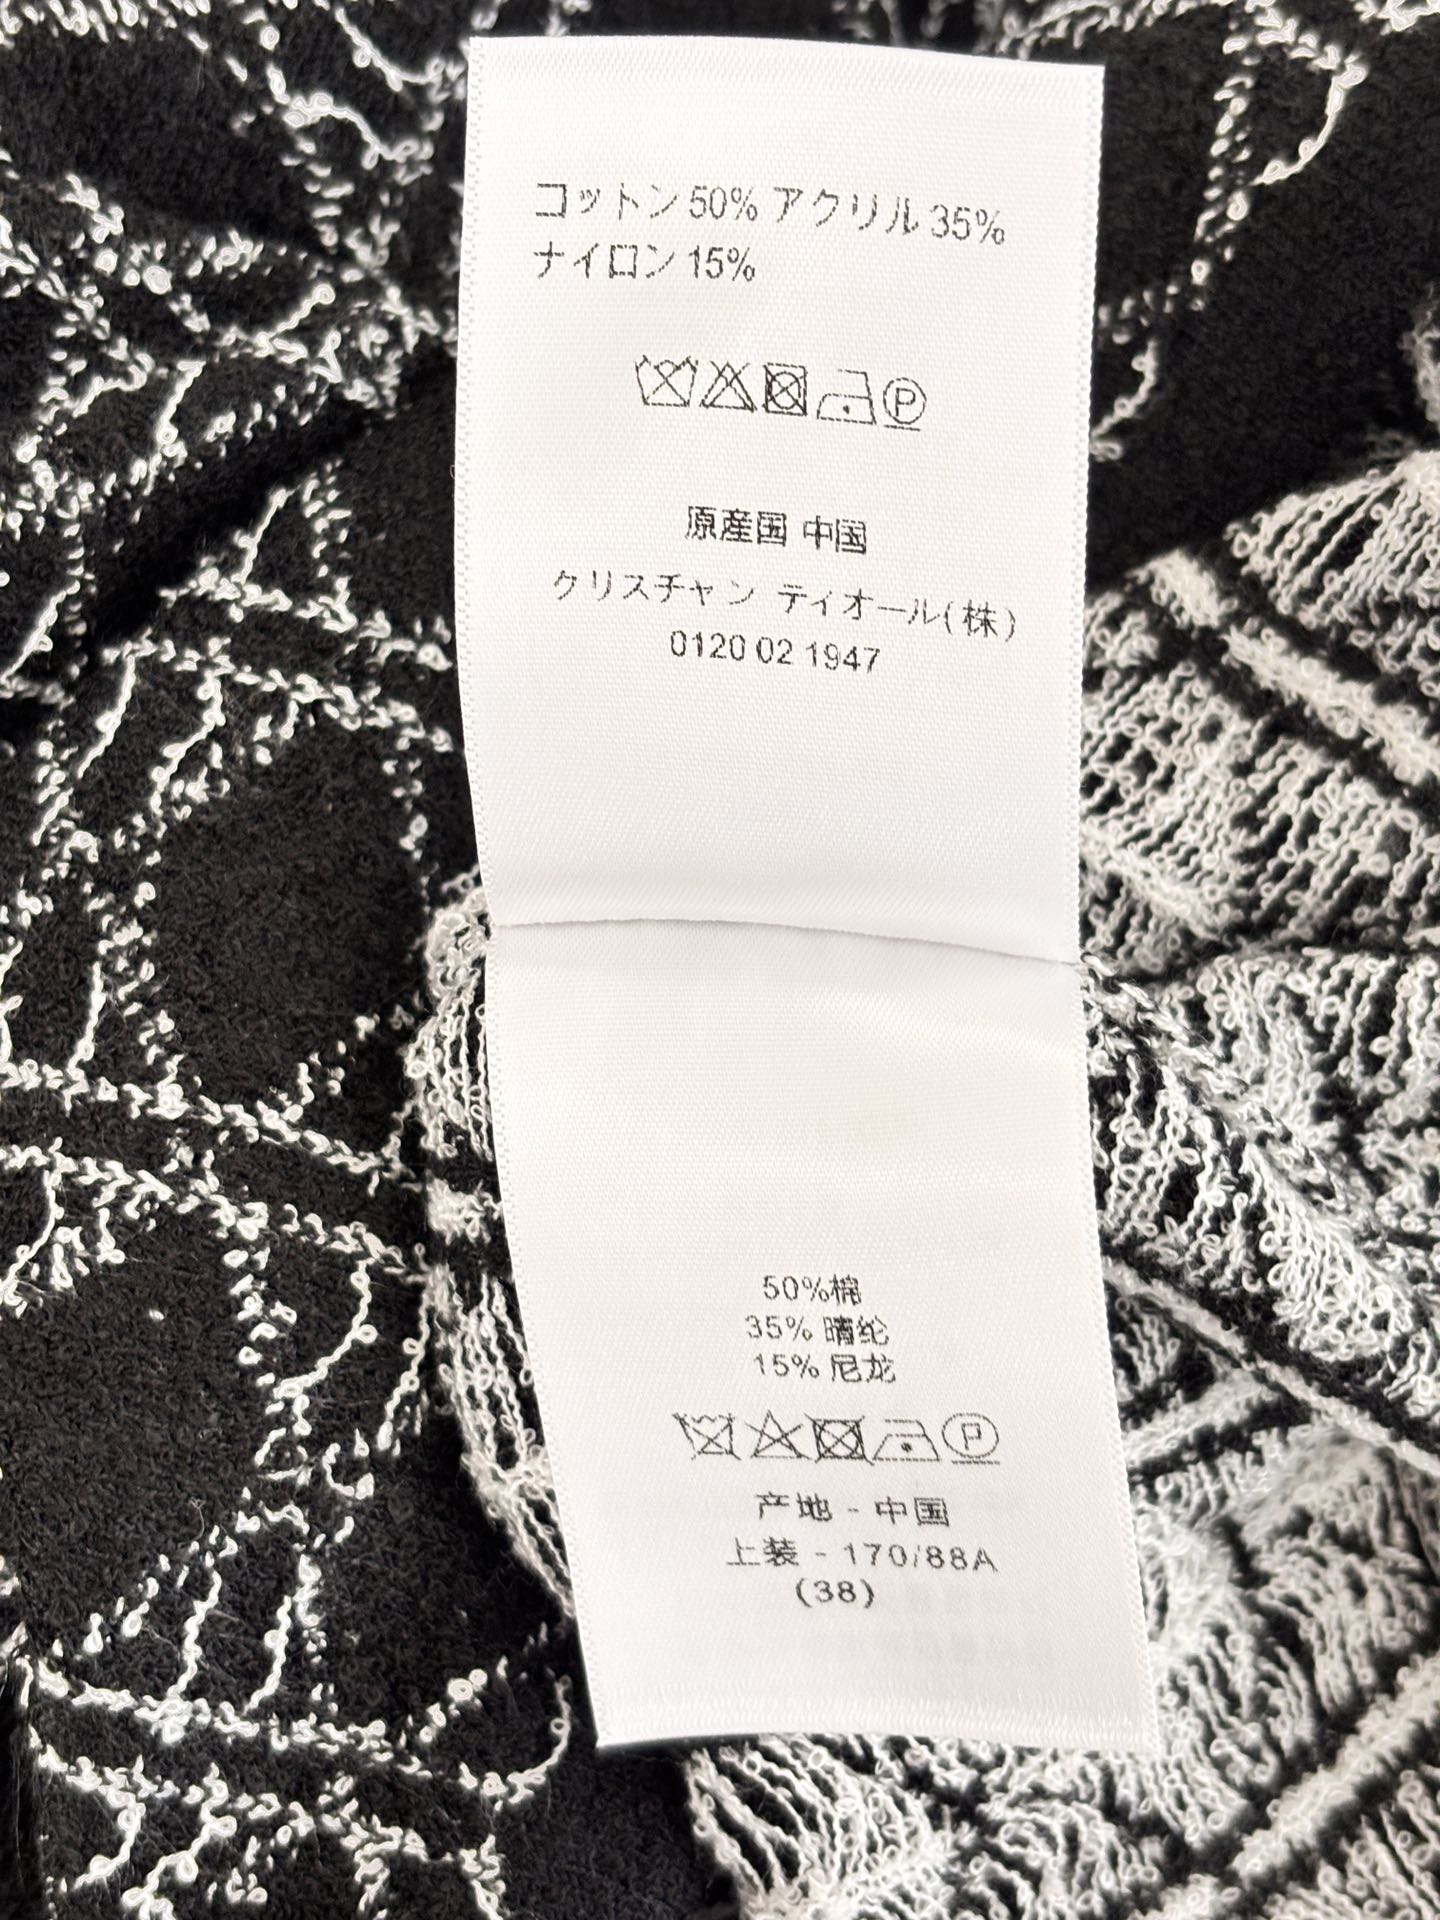 コットン 50% アクリル 35%
ナイロン 15%
P
原産国 中国
クリスチャン ディオール(株)
0120 02 1947
50%棉
35% 晴纶
15% 尼龙
P
产地 - 中国
上装 - 170/88A
(38)